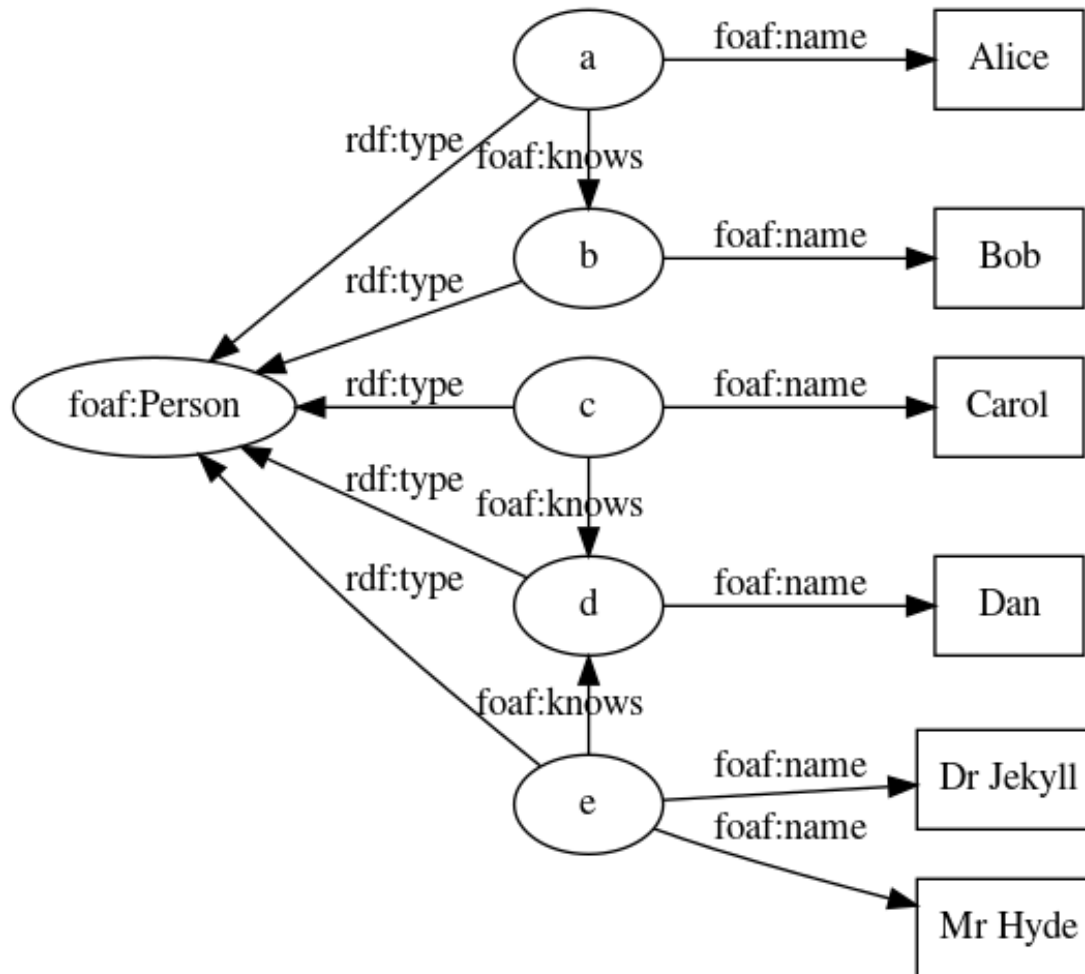 a
foaf:name
Alice
rdf:type
foaf:knows
b
foaf:name
Bob
rdf:type
foaf:Person
rdf:type
c
foaf:name
Carol
rdf:type
foaf:knows
d
foaf:name
Dan
rdf:type
foaf:knows
e
foaf:name
Dr Jekyll
foaf:name
Mr Hyde